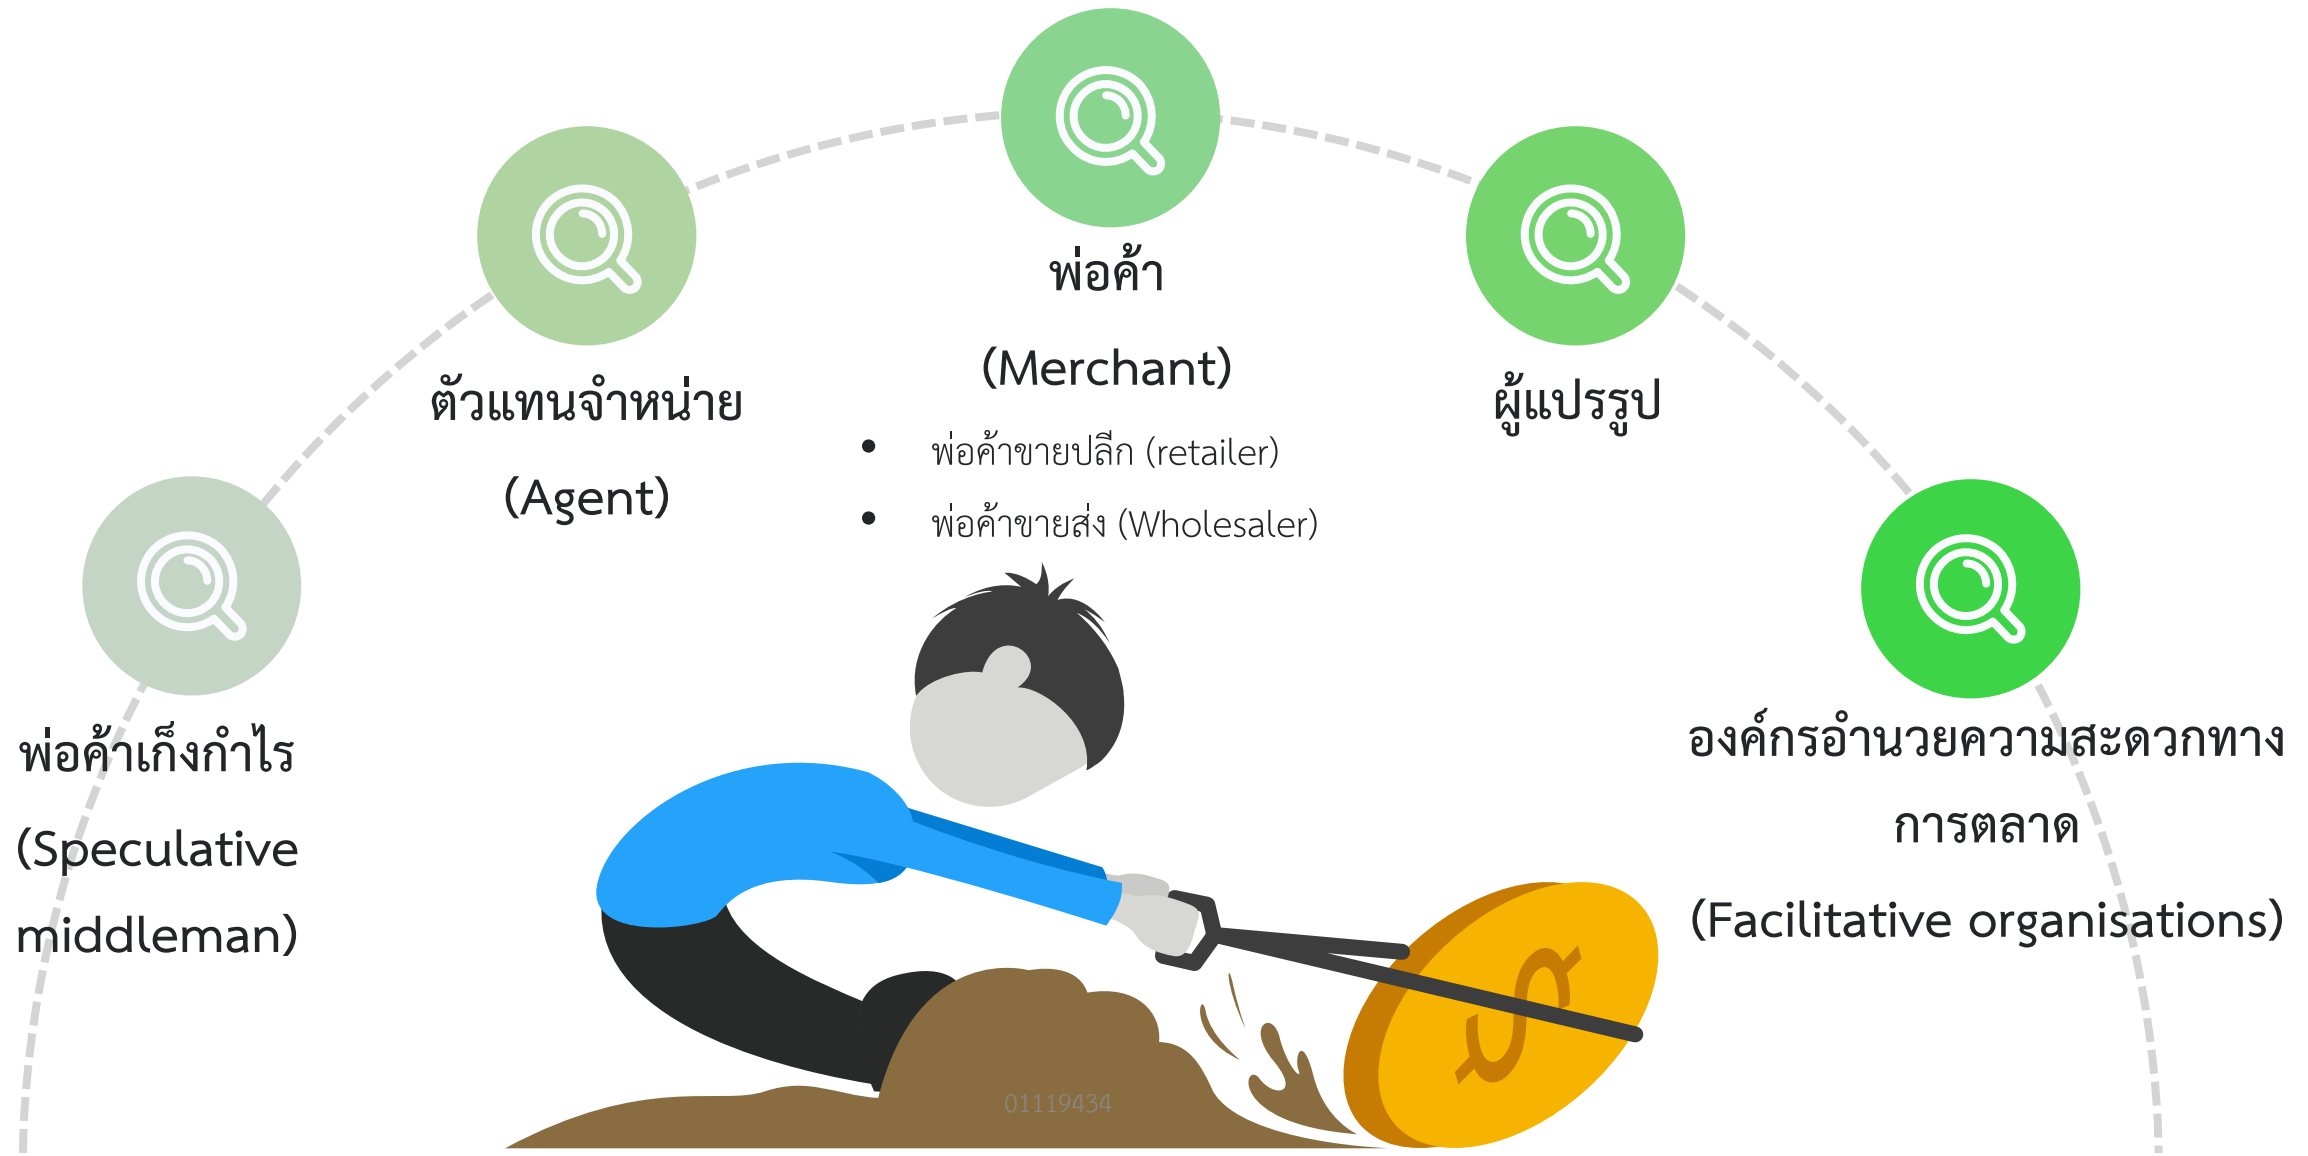 พ่อค้าเก็งกำไร
(Speculative
middleman)
ตัวแทนจำหน่าย
(Agent)
พ่อค้า
(Merchant)
• พ่อค้าขายปลีก (retailer)
• พ่อค้าขายส่ง (Wholesaler)
ผู้แปรรูป
องค์กรอำนวยความสะดวกทาง
การตลาด
(Facilitative organisations)
$
01119434